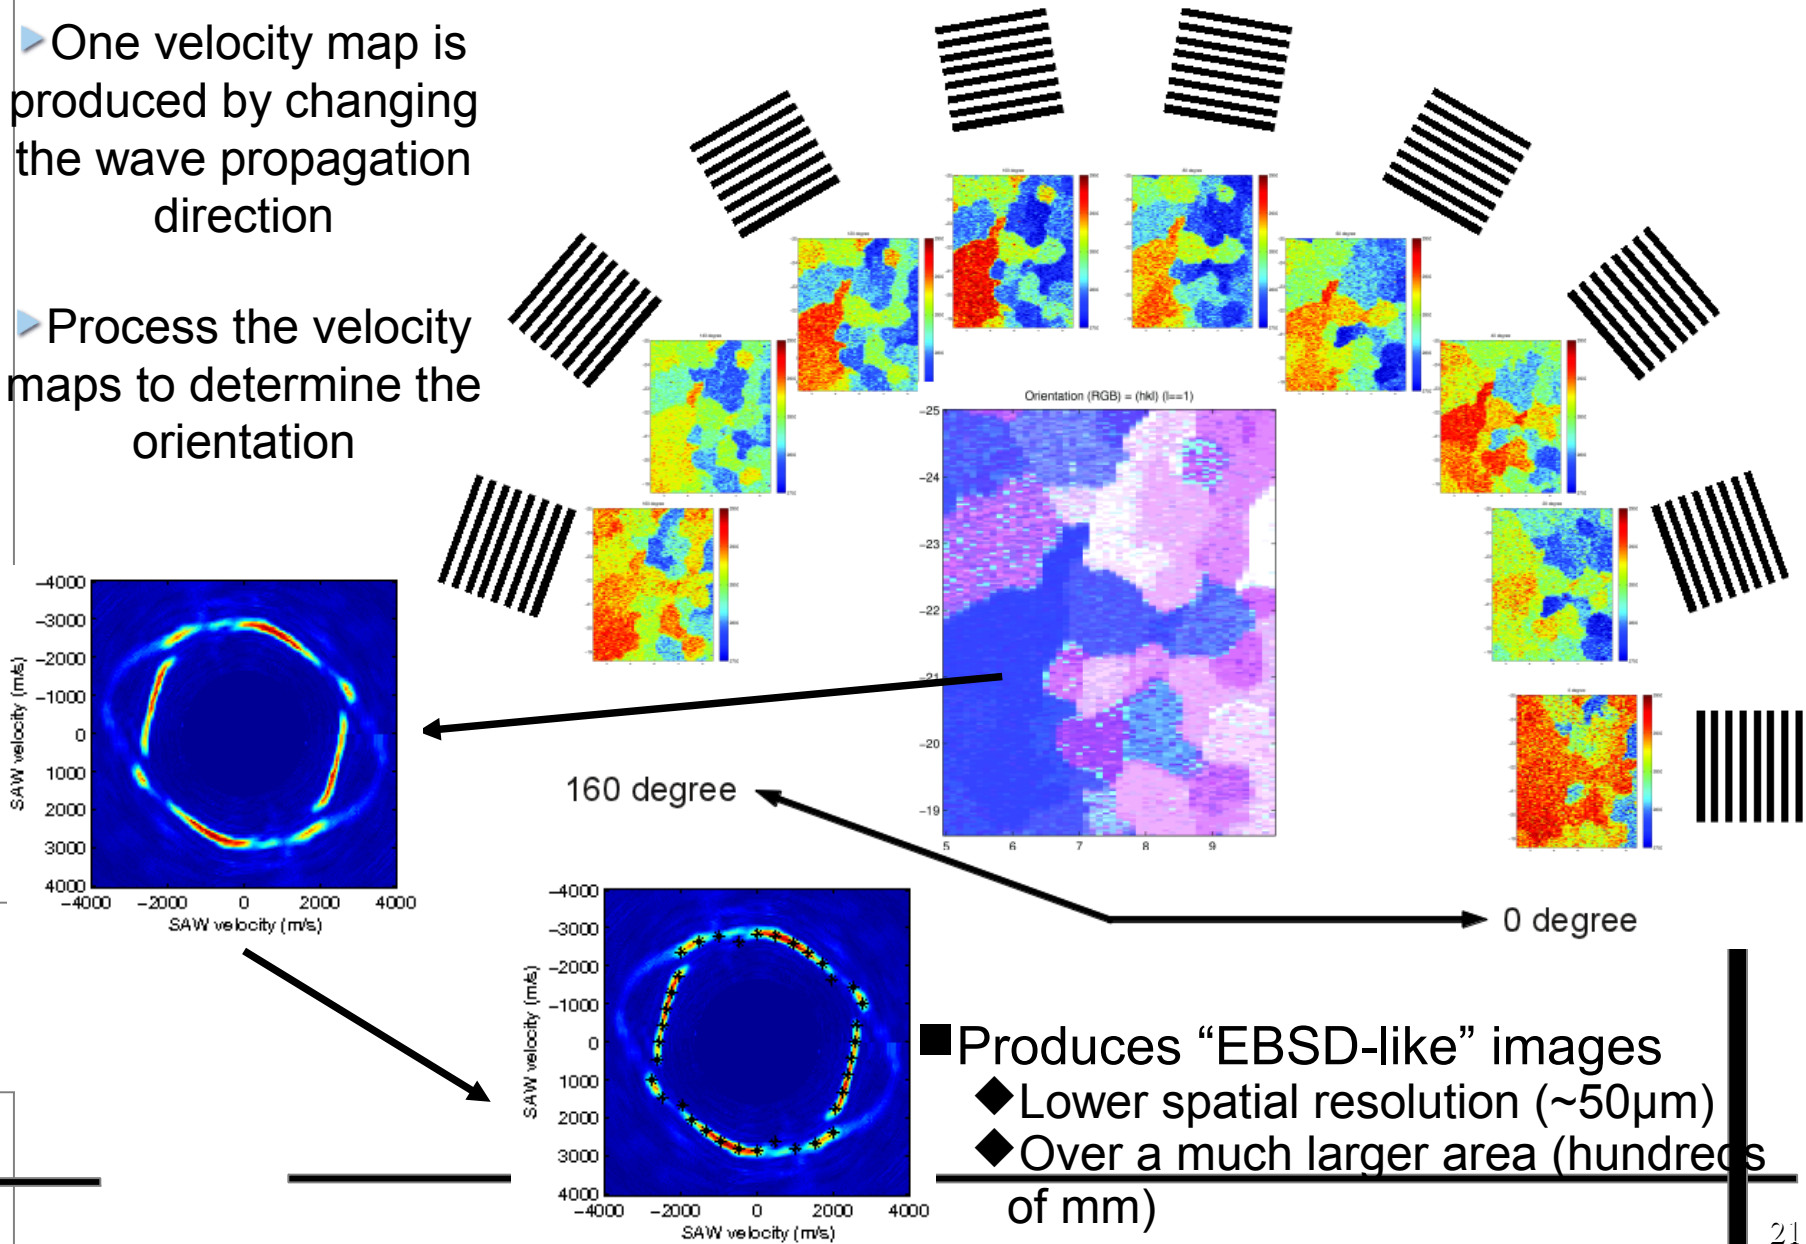 One velocity map is
produced by changing
the wave propagation
direction
Process the velocity
maps to determine the
orientation
Orientation (RGB) = (hkl) (l==1)
−25
−24
−23
−22
−21
−20
−19
5 6 7 8 9
−4000
−3000
−2000
−1000
0
1000
2000
3000
4000
SAW velocity (m/s)
−4000 −2000 0 2000 4000
SAW velocity (m/s)
160 degree
0 degree
−4000
−3000
−2000
−1000
0
1000
2000
3000
4000
SAW velocity (m/s)
−4000 −2000 0 2000 4000
SAW velocity (m/s)
Produces “EBSD-like” images
Lower spatial resolution (~50μm)
Over a much larger area (hundreds
of mm)
21